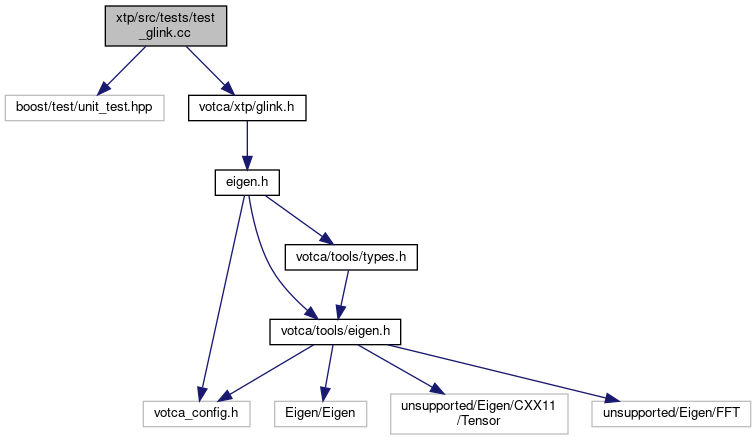 xtp/src/tests/test
_glink.cc
boost/test/unit_test.hpp
votca/xtp/glink.h
eigen.h
votca/tools/types.h
votca/tools/eigen.h
votca_config.h
Eigen/Eigen
unsupported/Eigen/CXX11
/Tensor
unsupported/Eigen/FFT